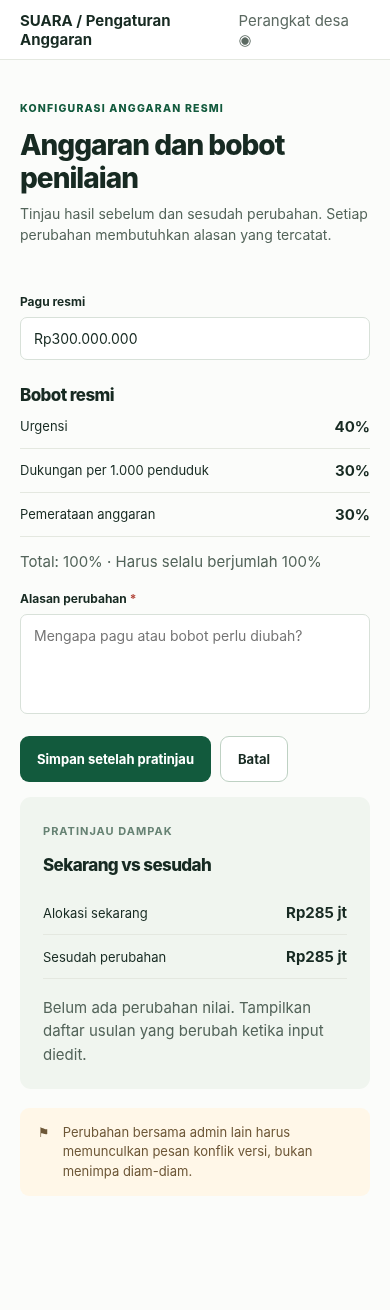 SUARA / Pengaturan
Anggaran
Perangkat desa
◉
KONFIGURASI ANGGARAN RESMI
Anggaran dan bobot
penilaian
Tinjau hasil sebelum dan sesudah perubahan. Setiap
perubahan membutuhkan alasan yang tercatat.
Pagu resmi
Rp300.000.000
Bobot resmi
Urgensi 40%
Dukungan per 1.000 penduduk 30%
Pemerataan anggaran 30%
Total: 100% · Harus selalu berjumlah 100%
Alasan perubahan *
Mengapa pagu atau bobot perlu diubah?
Simpan setelah pratinjau Batal
PRATINJAU DAMPAK
Sekarang vs sesudah
Alokasi sekarang Rp285 jt
Sesudah perubahan Rp285 jt
Belum ada perubahan nilai. Tampilkan
daftar usulan yang berubah ketika input
diedit.
⚑ Perubahan bersama admin lain harus
memunculkan pesan konflik versi, bukan
menimpa diam-diam.